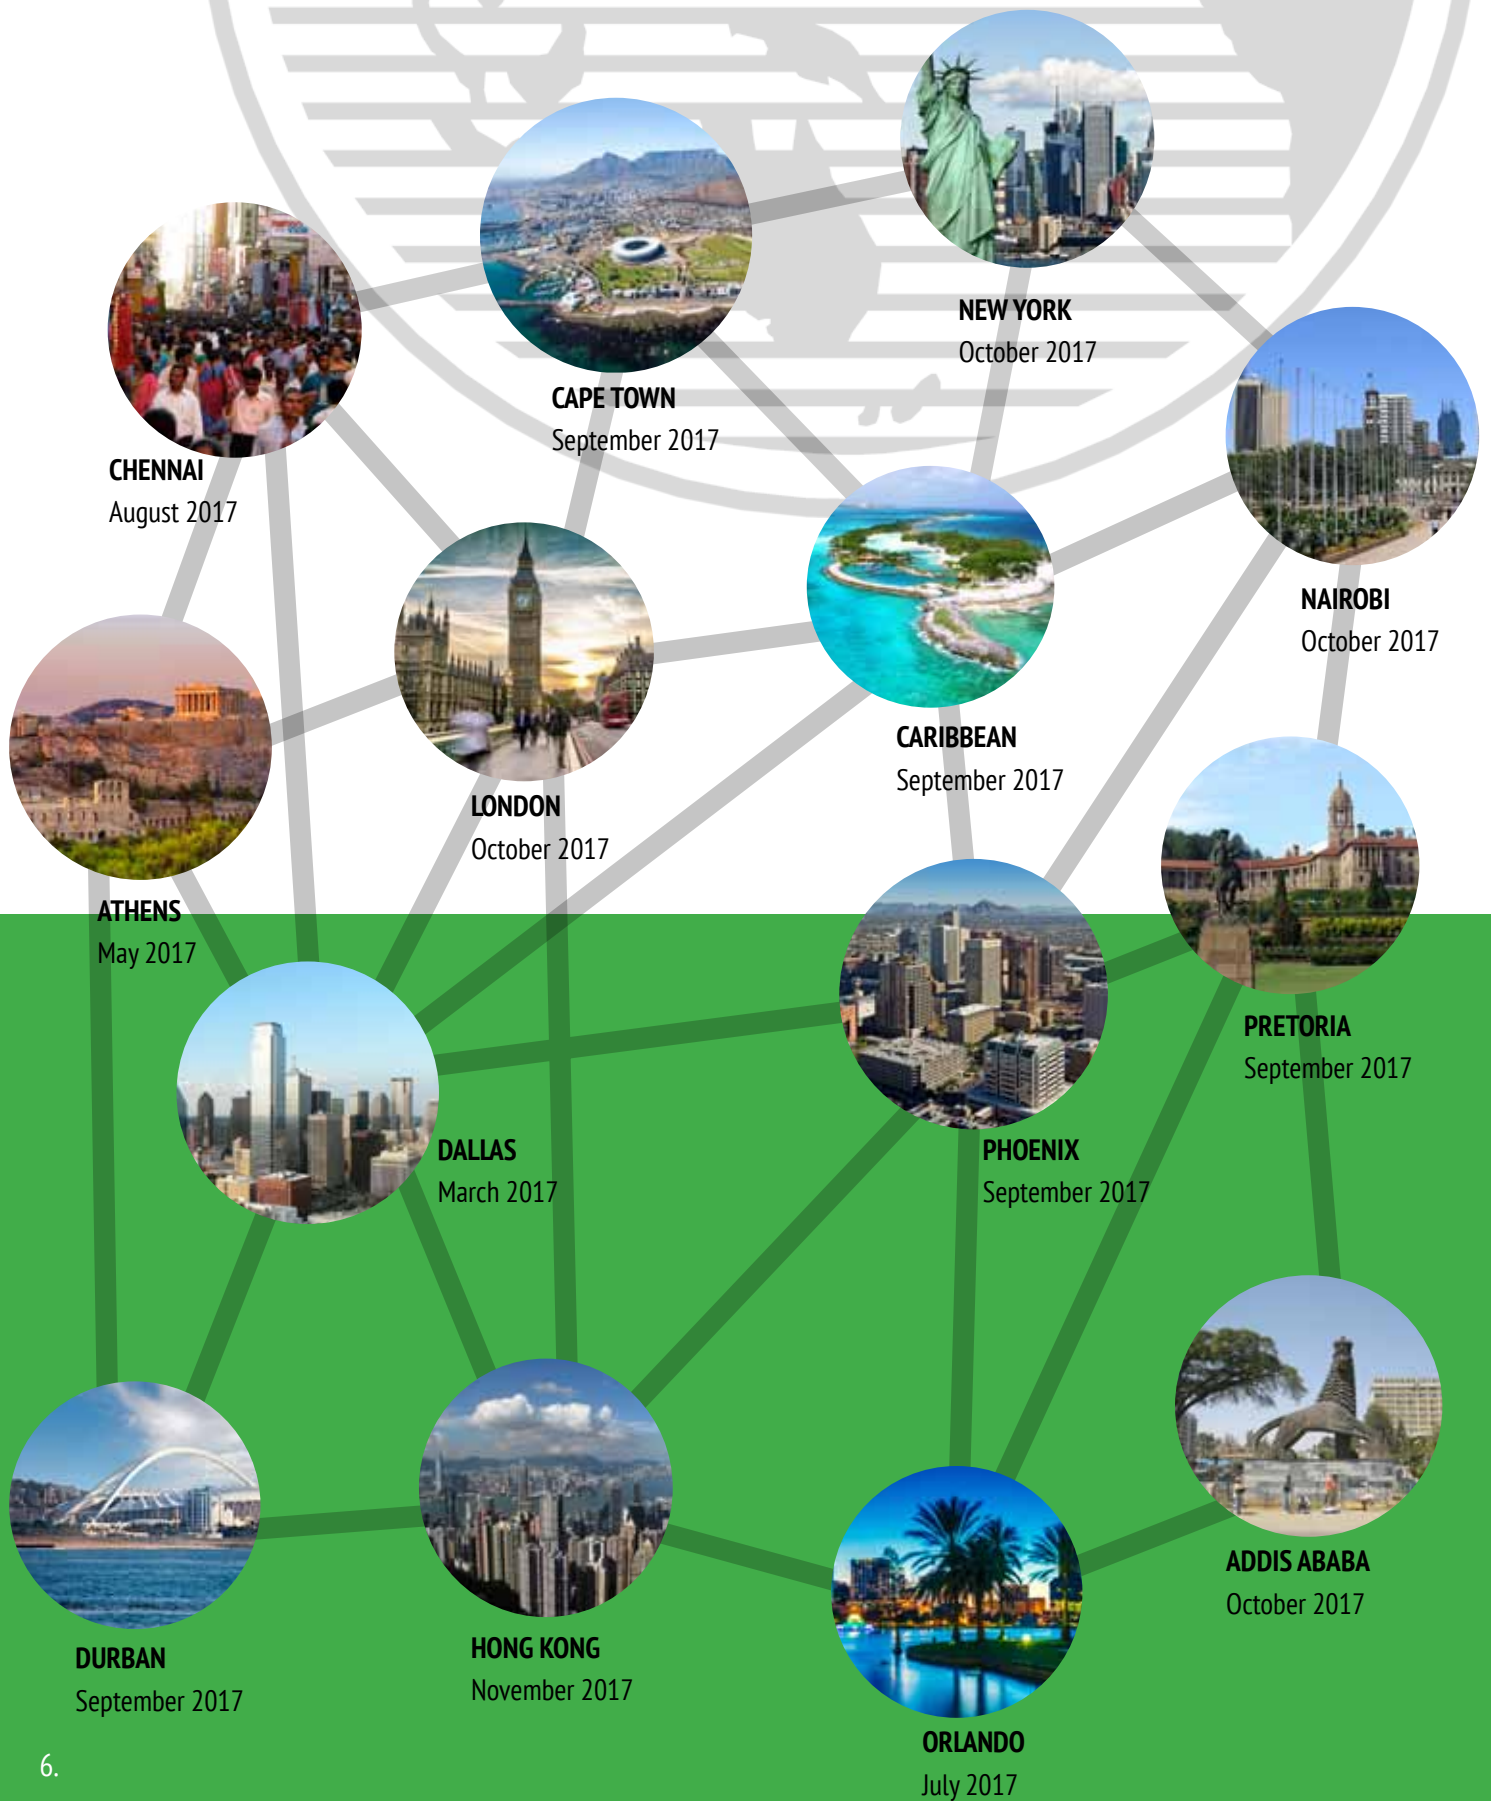 NEW YORK
October 2017
CAPE TOWN
September 2017
CHENNAI
August 2017
NAIROBI
October 2017
CARIBBEAN
September 2017
LONDON
October 2017
ATHENS
May 2017
PRETORIA
September 2017
DALLAS
March 2017
PHOENIX
September 2017
ADDIS ABABA
October 2017
DURBAN
September 2017
HONG KONG
November 2017
ORLANDO
July 2017
6.